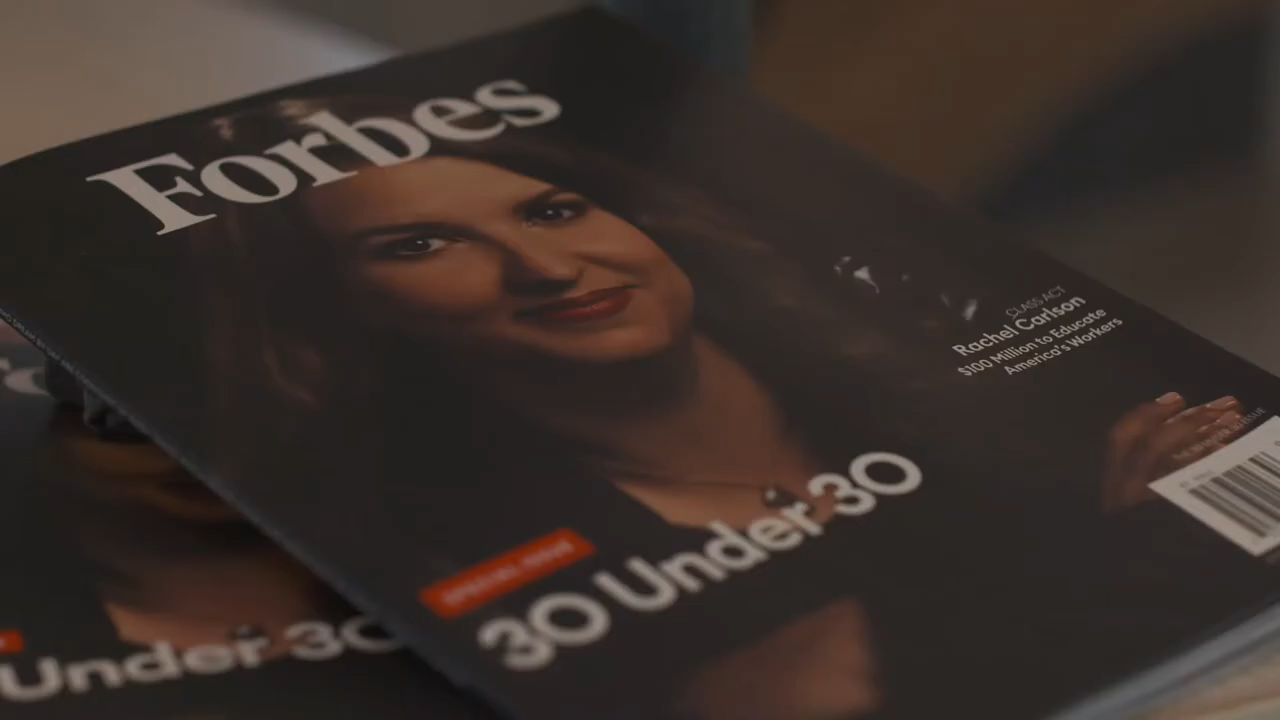 Forbes
CLASS ACT
Rachel Carlson
$100 Million to Educate
America's Workers
SPECIAL ISSUE
30 Under 30
Under 30